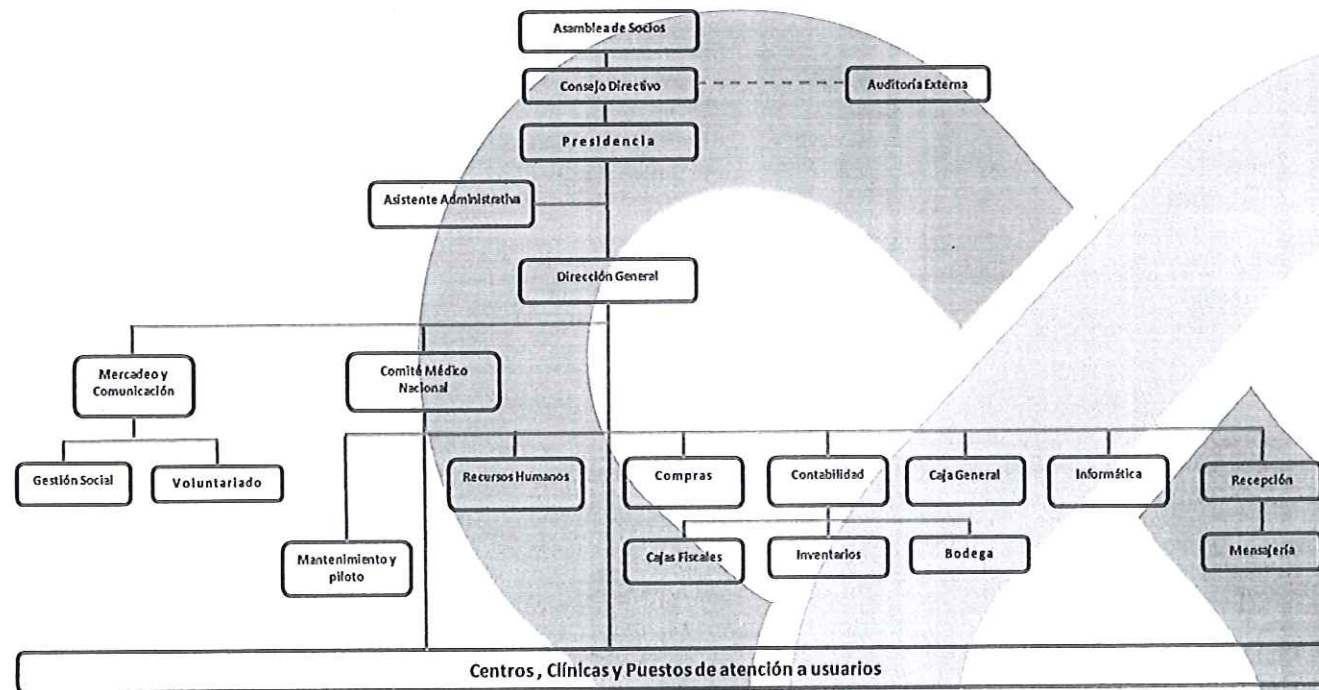 Asamblea de Socios
Consejo Directivo
Auditoría Externa
Presidencia
Asistente Administrativa
Dirección General
Mercadeo y
Comunicación
Comité Médico
Nacional
Gestión Social
Voluntariado
Recursos Humanos
Compras
Contabilidad
Caja General
Informática
Recepción
Mantenimiento y
piloto
Cajas Fiscales
Inventarios
Bodega
Mensajería
Centros , Clínicas y Puestos de atención a usuarios